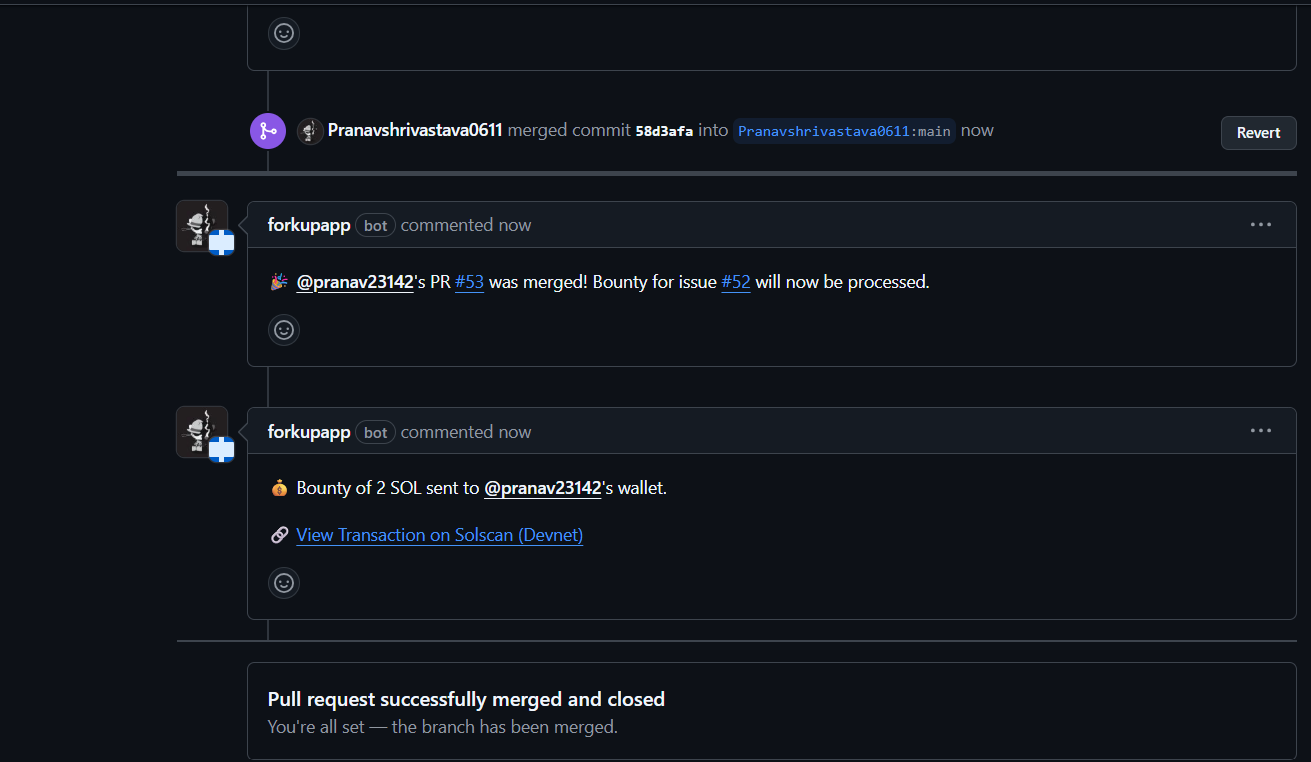 Pranavshrivastava0611 merged commit 58d3afa into Pranavshrivastava0611:main now
Revert
forkupapp bot commented now
🎉 @pranav23142's PR #53 was merged! Bounty for issue #52 will now be processed.
forkupapp bot commented now
💰 Bounty of 2 SOL sent to @pranav23142's wallet.
🔗 View Transaction on Solscan (Devnet)
Pull request successfully merged and closed
You're all set — the branch has been merged.